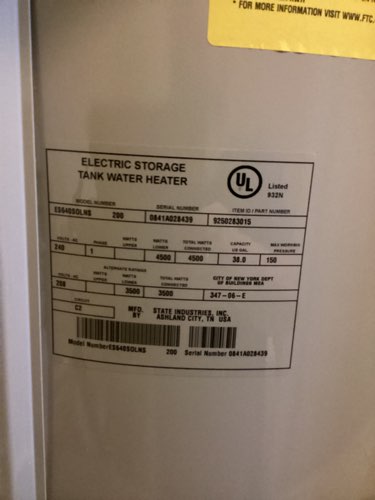 * FOR MORE INFORMATION VISIT WWW.FTC.
ELECTRIC STORAGE
TANK WATER HEATER
UL
Listed
932N
MODEL NUMBER SERIAL NUMBER ITEM ID / PART NUMBER
ES640SOLNS 200 0841A028439 9250283015
VOLTS - AC PHASE WATTS UPPER WATTS LOWER TOTAL WATTS CONNECTED CAPACITY US GAL. MAX WORKING PRESSURE
240 1 4500 4500 38.0 150
ALTERNATE RATINGS
VOLTS - AC WATTS UPPER WATTS LOWER TOTAL WATTS CONNECTED CITY OF NEW YORK DEPT OF BUILDINGS MEA
208 3500 3500 347-06-E
CIRCUIT
C2
MFD. BY STATE INDUSTRIES, INC.
ASHLAND CITY, TN USA
Model Number ES640SOLNS 200 Serial Number 0841A028439